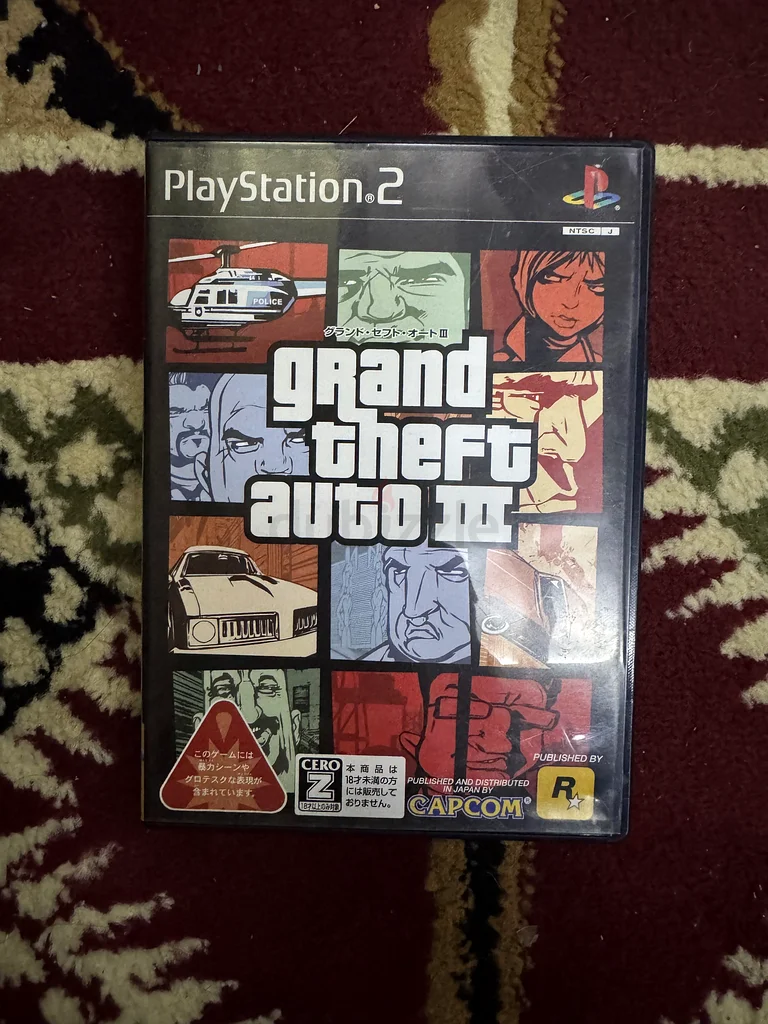 PlayStation®2
NTSC J
POLICE
グランド・セフト・オートIII
grand
theft
auto III
dubizzle
このゲームには
暴力シーンや
グロテスクな表現が
含まれています。
CERO
Z
18才以上のみ対象
本商品は
18才未満の方
には販売して
おりません。
PUBLISHED AND DISTRIBUTED
IN JAPAN BY
CAPCOM®
PUBLISHED BY
R